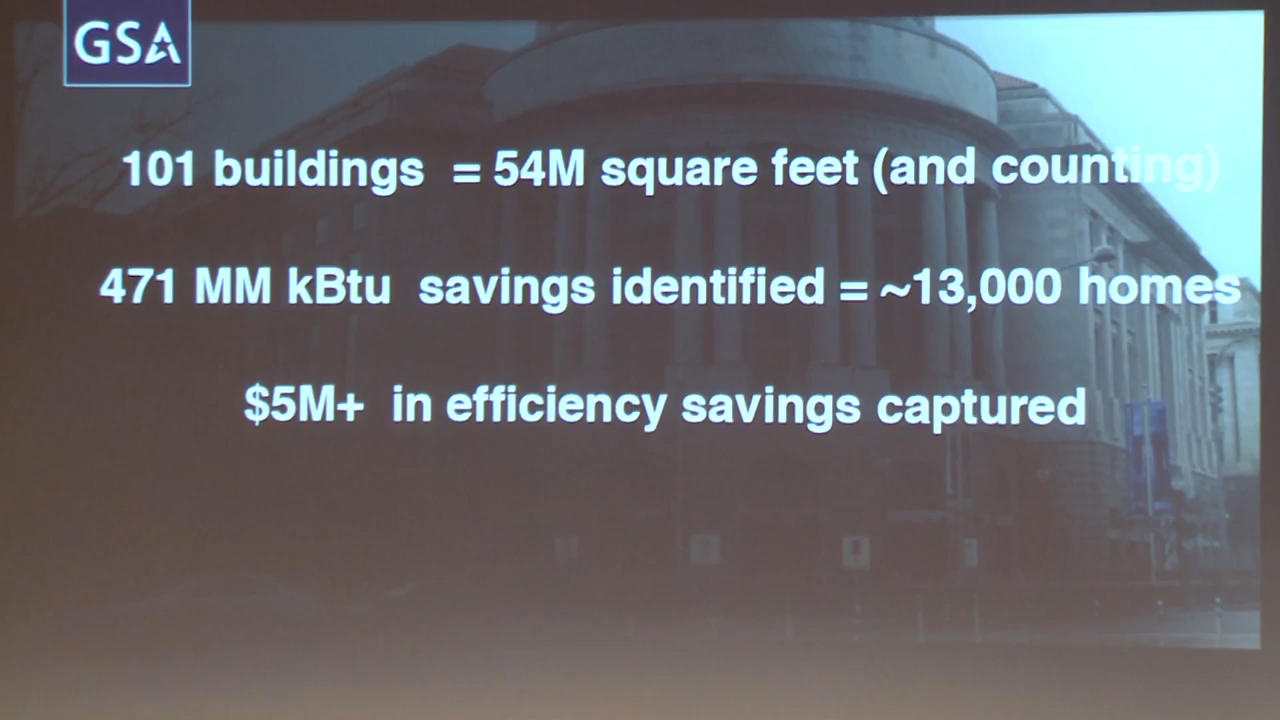 GSA
101 buildings = 54M square feet (and counting)
471 MM kBtu savings identified = ~13,000 homes
$5M+ in efficiency savings captured